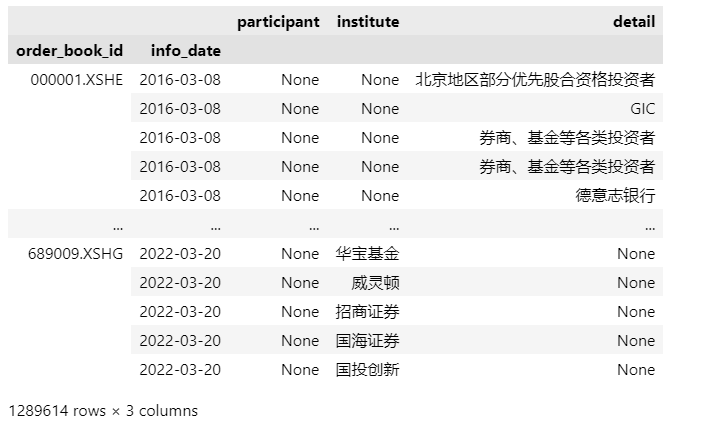 participant institute detail
order_book_id info_date
000001.XSHE 2016-03-08 None None 北京地区部分优先股合资格投资者
2016-03-08 None None GIC
2016-03-08 None None 券商、基金等各类投资者
2016-03-08 None None 券商、基金等各类投资者
2016-03-08 None None 德意志银行
... ... ... ... ...
689009.XSHG 2022-03-20 None 华宝基金 None
2022-03-20 None 威灵顿 None
2022-03-20 None 招商证券 None
2022-03-20 None 国海证券 None
2022-03-20 None 国投创新 None
1289614 rows × 3 columns